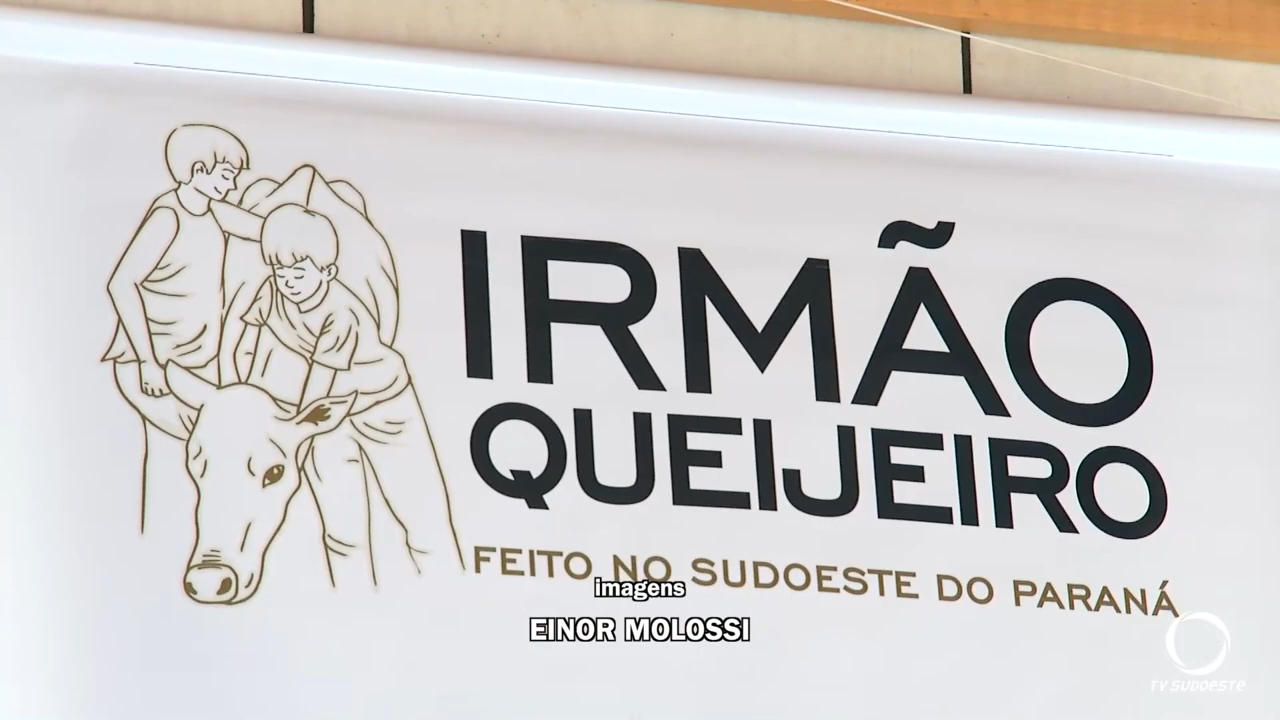 IRMÃO
QUEIJEIRO
FEITO NO SUDOESTE DO PARANÁ
imagens
EINOR MOLOSSI
TV SUDOESTE